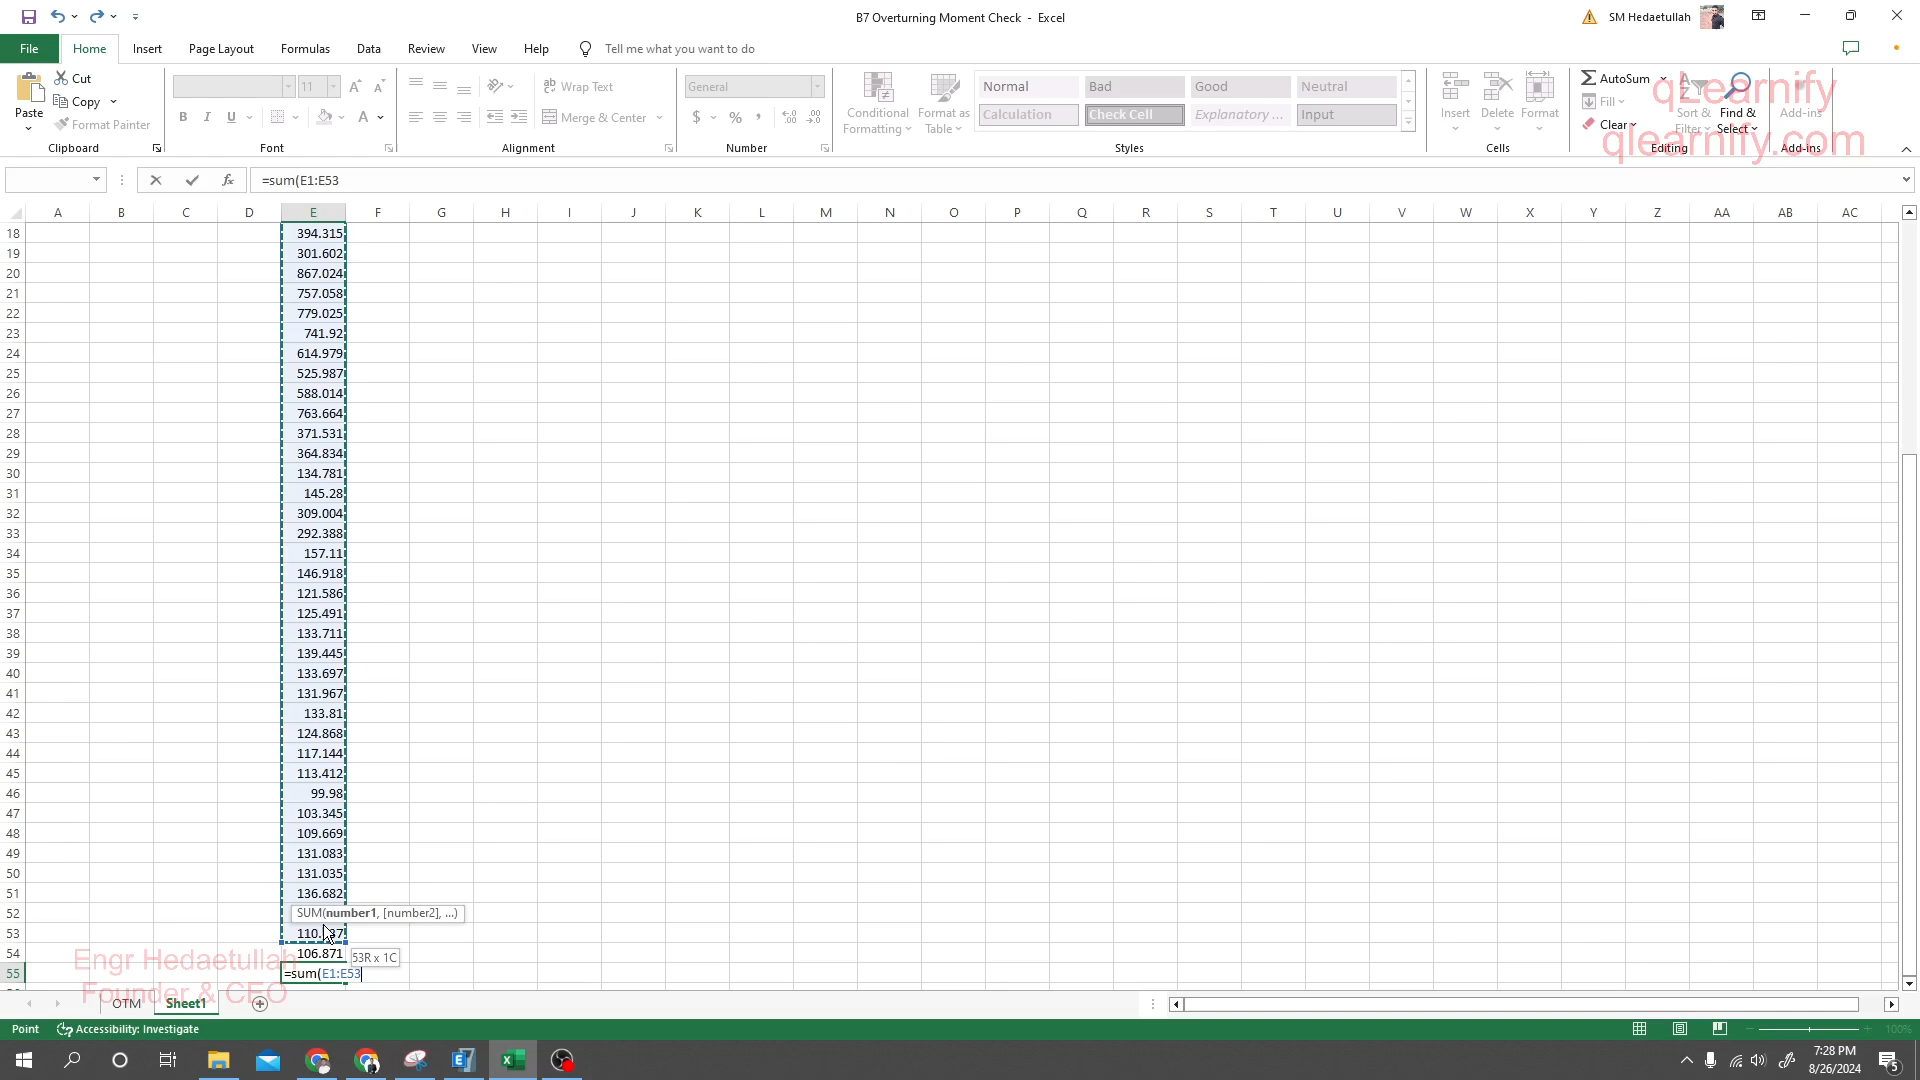 B7 Overturning Moment Check - Excel
SM Hedaetullah
File Home Insert Page Layout Formulas Data Review View Help Tell me what you want to do
Paste
Cut
Copy
Format Painter
Clipboard
11
B I U
Font
Wrap Text
Merge & Center
Alignment
General
$ % ,
Number
Conditional Formatting
Format as Table
Normal Bad Good Neutral
Calculation Check Cell Explanatory ... Input
Styles
Insert Delete Format
Cells
AutoSum
Fill
Clear
Sort & Filter
Find & Select
Editing
Add-ins
Add-ins
qLearnify
qlearnify.com
fx =sum(E1:E53
A B C D E F G H I J K L M N O P Q R S T U V W X Y Z AA AB AC
18 394.315
19 301.602
20 867.024
21 757.058
22 779.025
23 741.92
24 614.979
25 525.987
26 588.014
27 763.664
28 371.531
29 364.834
30 134.781
31 145.28
32 309.004
33 292.388
34 157.11
35 146.918
36 121.586
37 125.491
38 133.711
39 139.445
40 133.697
41 131.967
42 133.81
43 124.868
44 117.144
45 113.412
46 99.98
47 103.345
48 109.669
49 131.083
50 131.035
51 136.682
52 SUM(number1, [number2], ...)
53
54 106.871 53R x 1C
55 =sum(E1:E53
Engr Hedaetullah
Founder & CEO
OTM Sheet1
Point Accessibility: Investigate 100%
7:28 PM
8/26/2024
5